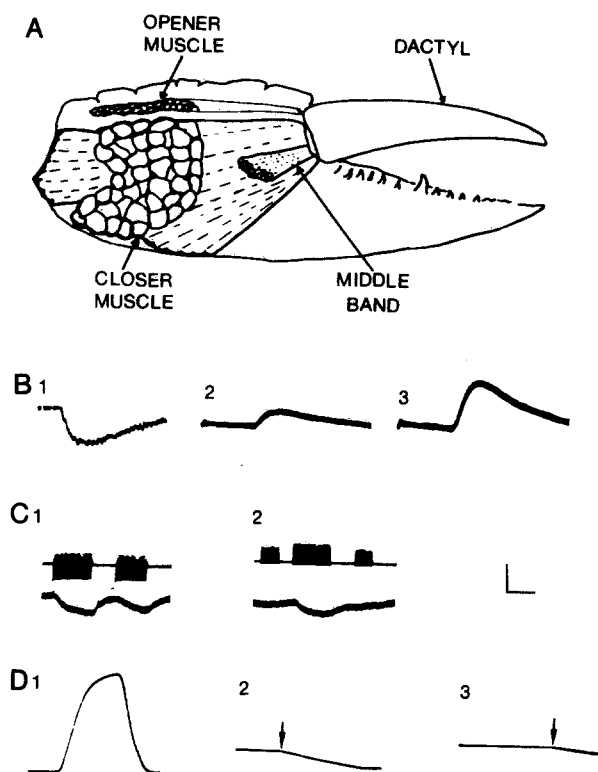 A
OPENER
MUSCLE
DACTYL
CLOSER
MUSCLE
MIDDLE
BAND
B 1 2 3
C 1 2
D 1 2 3